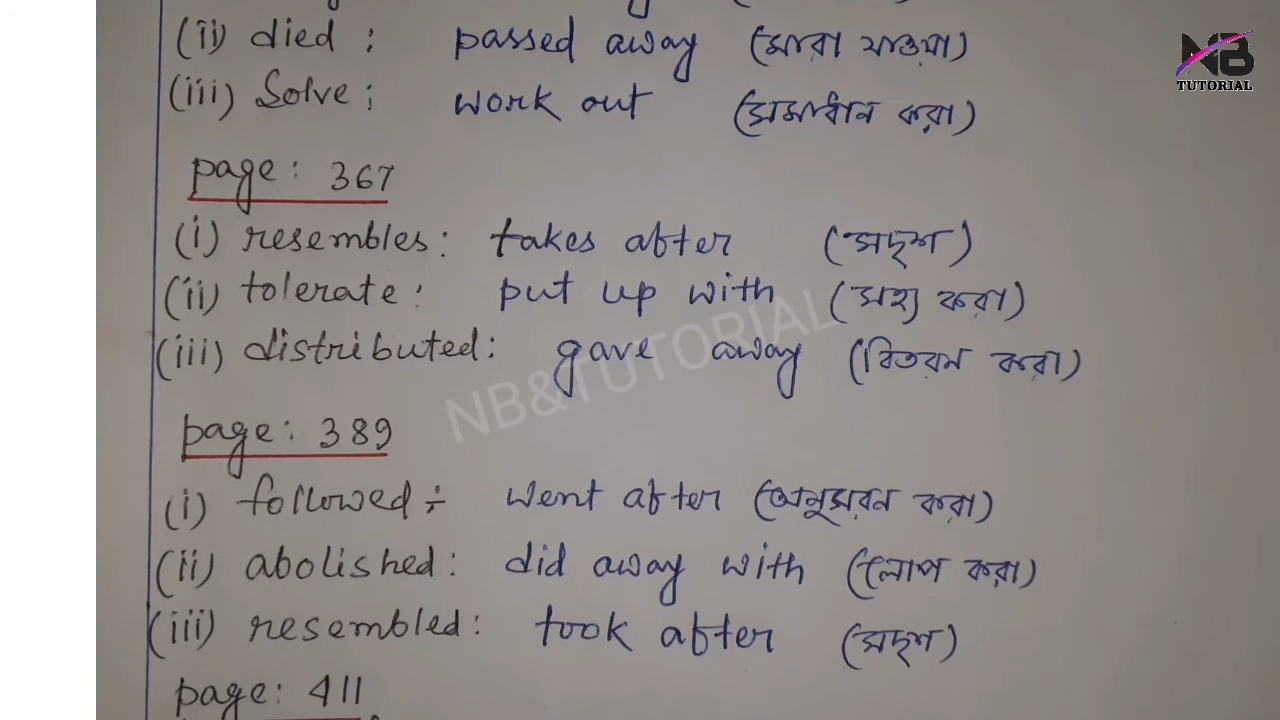 (ii) died : passed away (মারা যাওয়া)
NB
TUTORIAL
(iii) Solve : work out (সমাধান করা)
page: 367
(i) resembles : takes after (সদৃশ)
(ii) tolerate : put up with (সহ্য করা)
(iii) distributed : gave away (বিতরন করা)
NB&TUTORIAL
page: 389
(i) followed ÷ went after (অনুসরন করা)
(ii) abolished : did away with (লোপ করা)
(iii) resembled : took after (সদৃশ)
page: 411